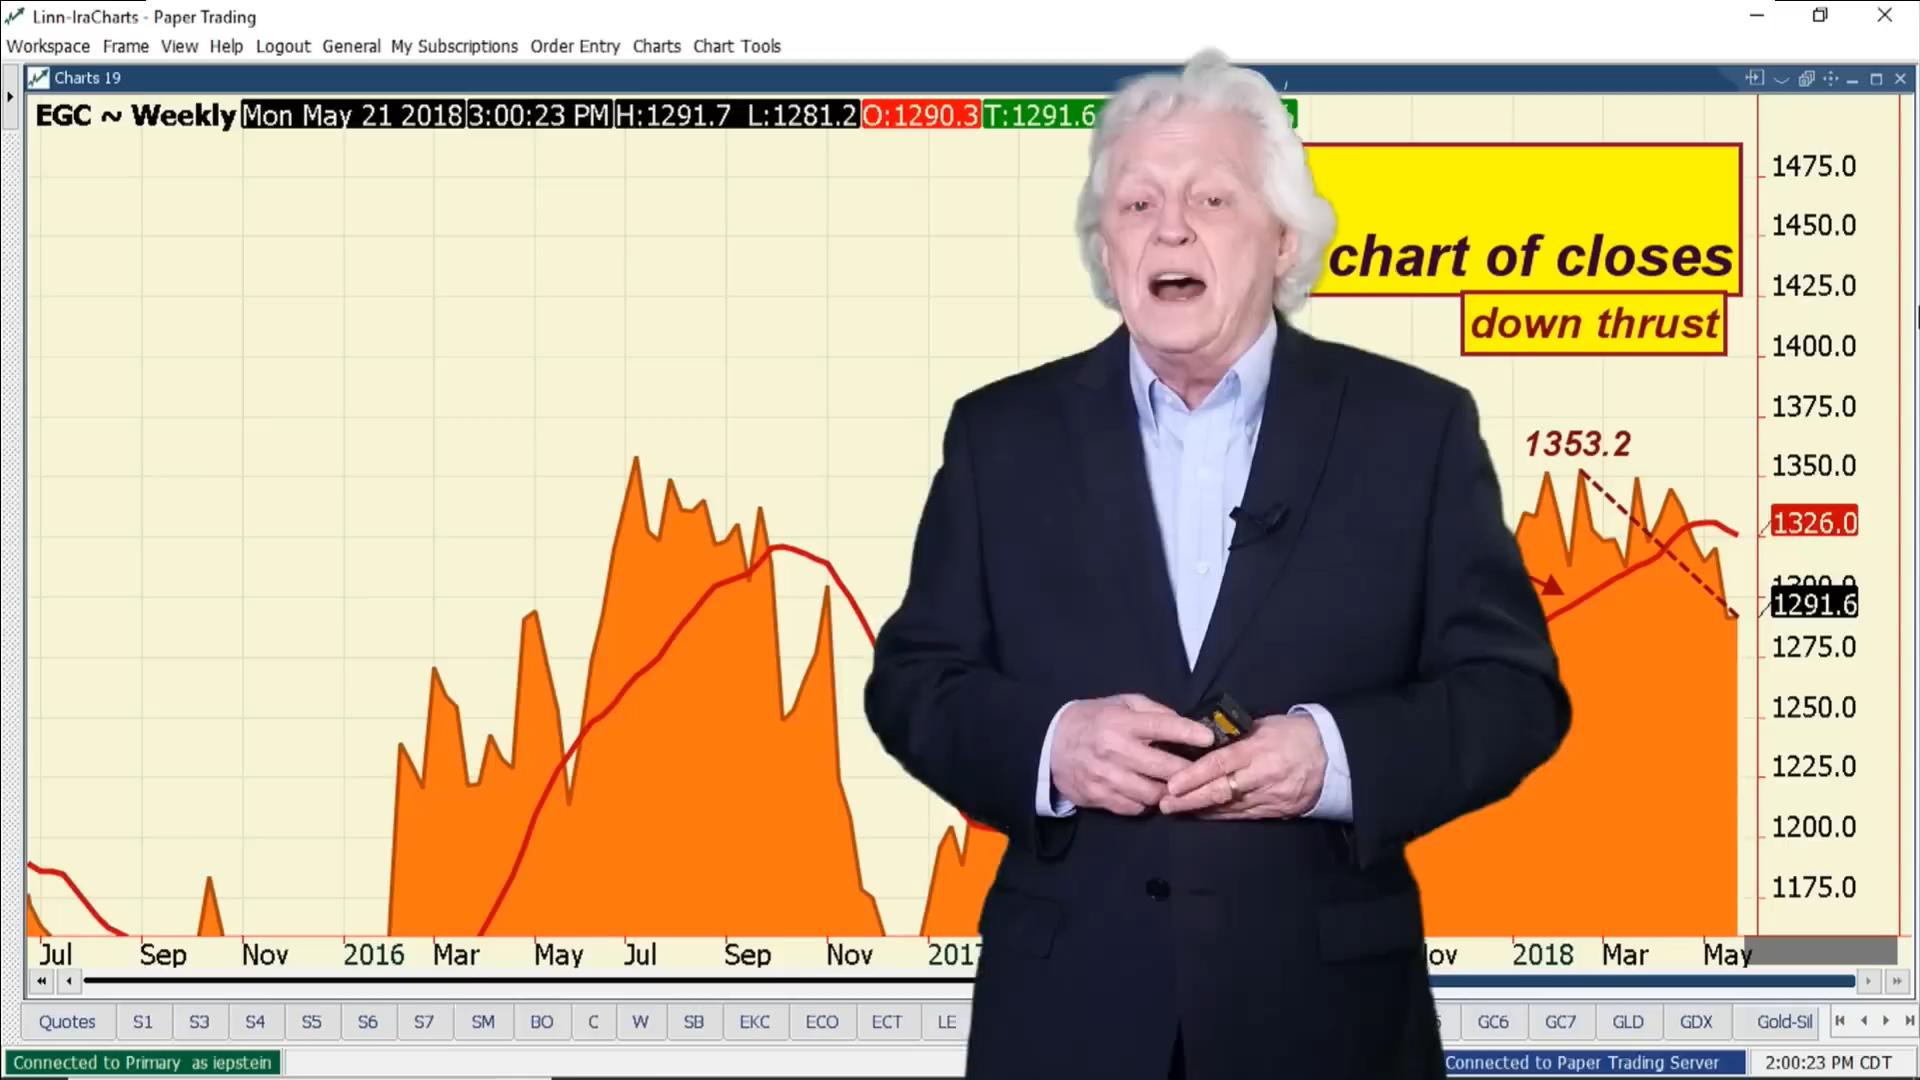 Linn-IraCharts - Paper Trading
Workspace Frame View Help Logout General My Subscriptions Order Entry Charts Chart Tools
Charts 19
EGC ~ Weekly Mon May 21 2018 3:00:23 PM H:1291.7 L:1281.2 O:1290.3 T:1291.6
chart of closes
down thrust
1353.2
1475.0
1450.0
1425.0
1400.0
1375.0
1350.0
1326.0
1300.0
1291.6
1275.0
1250.0
1225.0
1200.0
1175.0
Jul Sep Nov 2016 Mar May Jul Sep Nov 2017 ov 2018 Mar May
Quotes S1 S3 S4 S5 S6 S7 SM BO C W SB EKC ECO ECT LE GC6 GC7 GLD GDX Gold-Sil
Connected to Primary as iepstein
Connected to Paper Trading Server 2:00:23 PM CDT